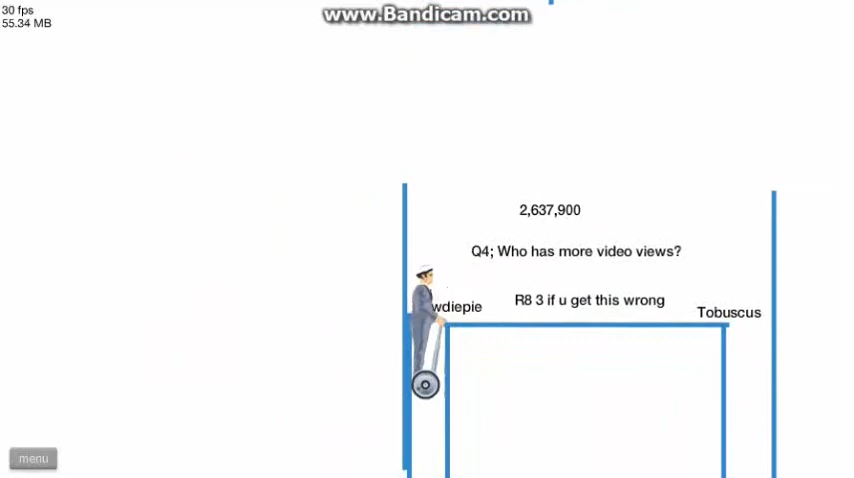 30 fps
55.34 MB
www.Bandicam.com
2,637,900
Q4; Who has more video views?
wdiepie
R8 3 if u get this wrong
Tobuscus
menu